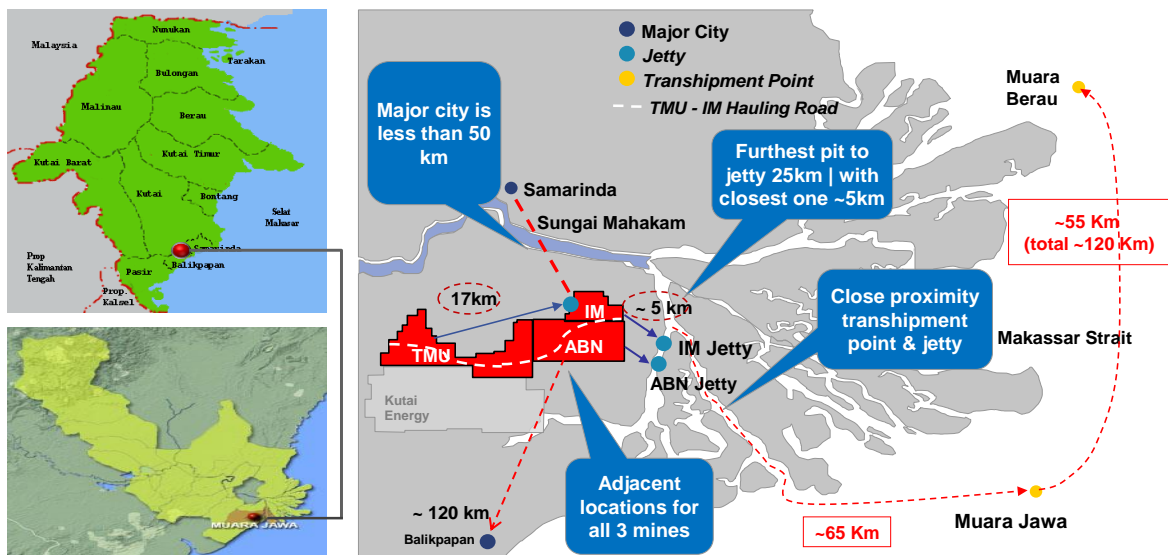 Malaysia
Nunukan
Tarakan
Bulongan
Malinau
Berau
Kutai Barat
Kutai Timur
Kutai
Bontang
Selat
Makasar
Samarinda
Prop
Kalimantan
Tengah
Balikpapan
Pasir
Prop.
Kalsel
MUARA JAWA
Major City
Jetty
Transhipment Point
TMU - IM Hauling Road
Major city is
less than 50
km
Furthest pit to
jetty 25km | with
closest one ~5km
Muara
Berau
Samarinda
Sungai Mahakam
~55 Km
(total ~120 Km)
17km
~ 5 km
Close proximity
transhipment
point & jetty
IM
TMU
ABN
IM Jetty
ABN Jetty
Makassar Strait
Kutai
Energy
Adjacent
locations for
all 3 mines
~ 120 km
Balikpapan
~65 Km
Muara Jawa